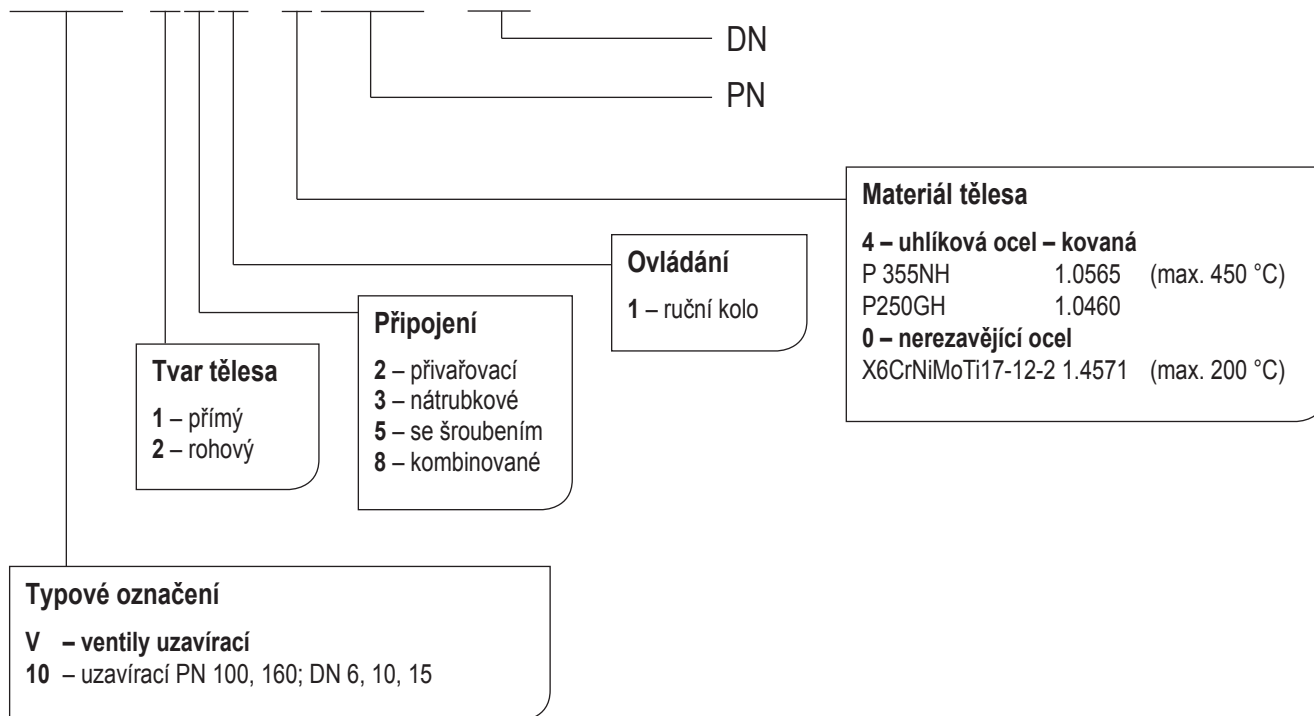 DN
PN
Materiál tělesa
4 – uhlíková ocel – kovaná
P 355NH 1.0565 (max. 450 °C)
P250GH 1.0460
0 – nerezavějící ocel
X6CrNiMoTi17-12-2 1.4571 (max. 200 °C)
Ovládání
1 – ruční kolo
Připojení
2 – přivařovací
3 – nátrubkové
5 – se šroubením
8 – kombinované
Tvar tělesa
1 – přímý
2 – rohový
Typové označení
V – ventily uzavírací
10 – uzavírací PN 100, 160; DN 6, 10, 15